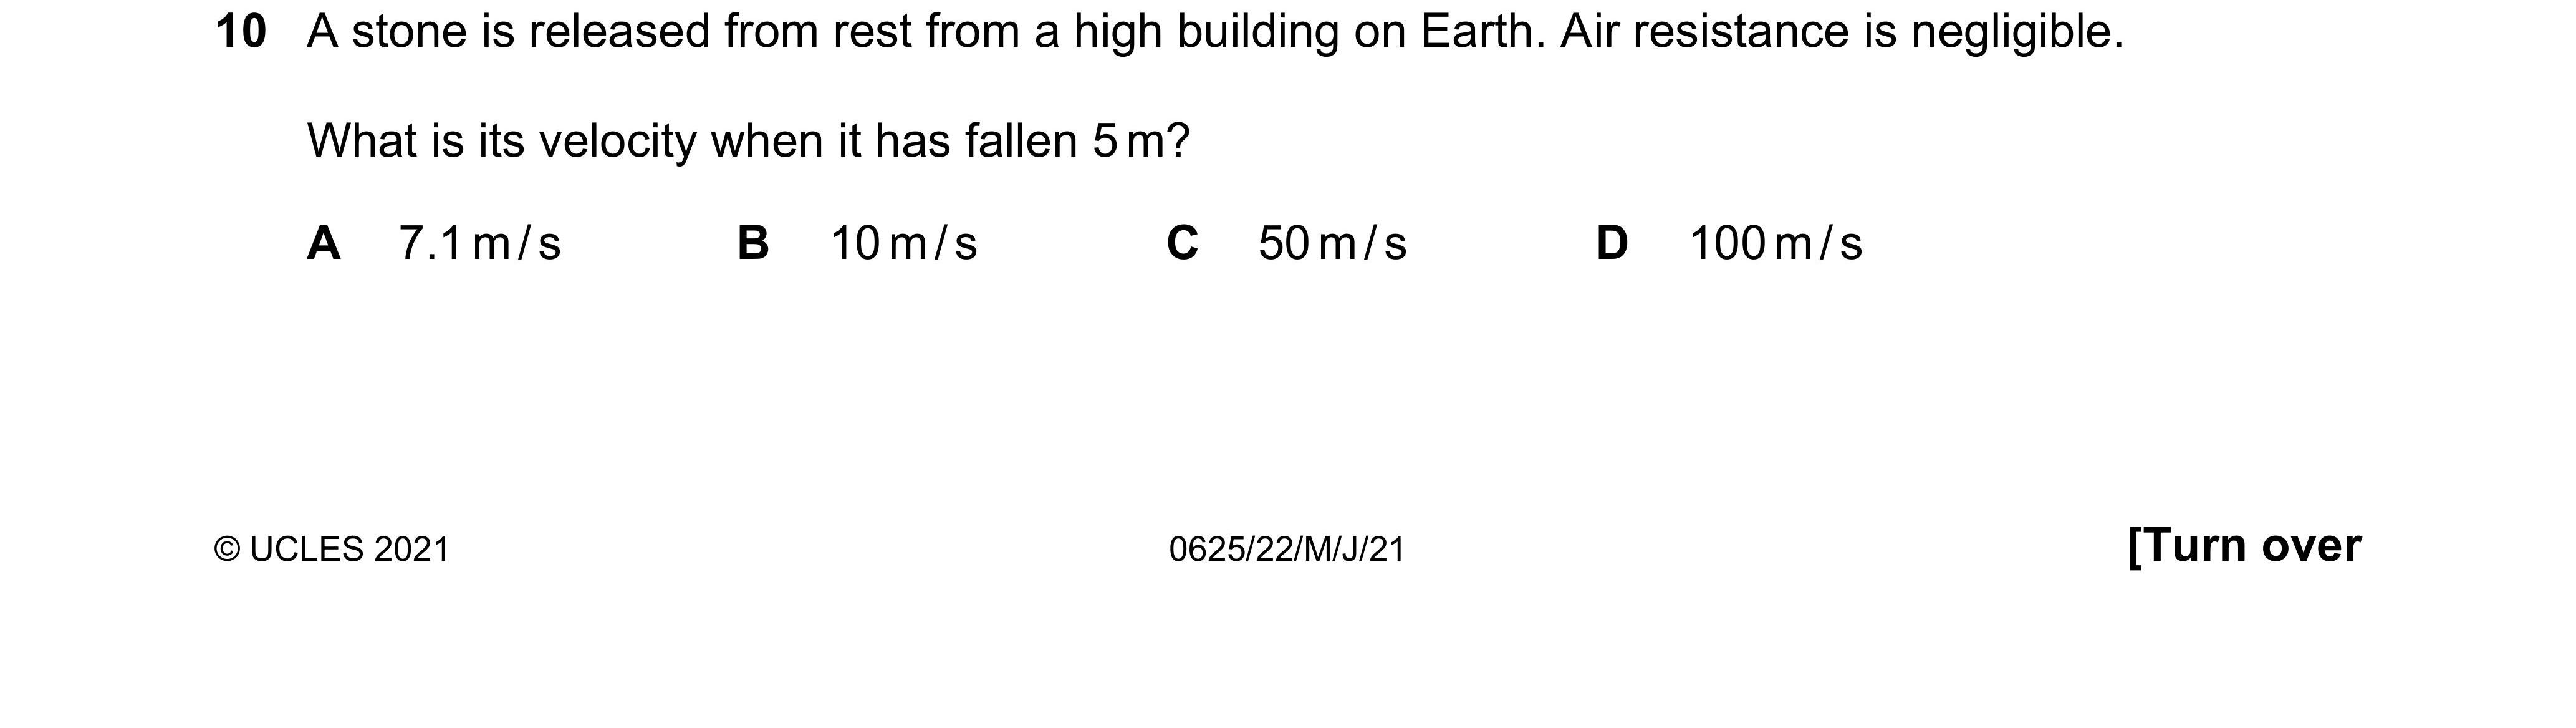 10 A stone is released from rest from a high building on Earth. Air resistance is negligible.
What is its velocity when it has fallen 5 m?
A 7.1 m / s B 10 m / s C 50 m / s D 100 m / s
© UCLES 2021 0625/22/M/J/21 [Turn over